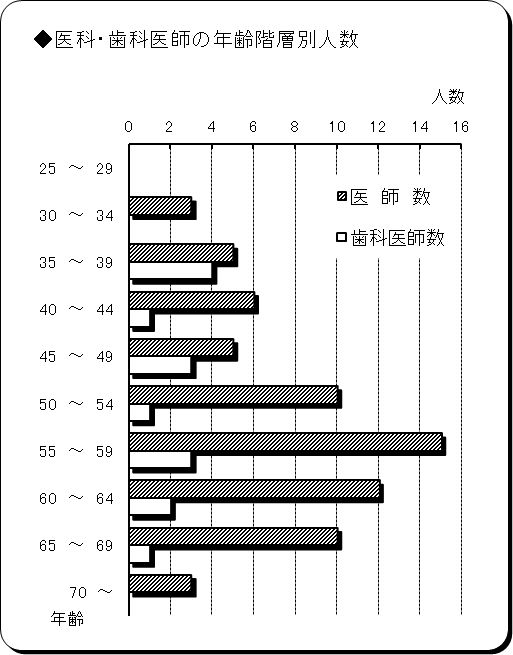 ◆医科・歯科医師の年齢階層別人数
人数
0 2 4 6 8 10 12 14 16
25 ～ 29
医 師 数
30 ～ 34
歯科医師数
35 ～ 39
40 ～ 44
45 ～ 49
50 ～ 54
55 ～ 59
60 ～ 64
65 ～ 69
70 ～
年齢